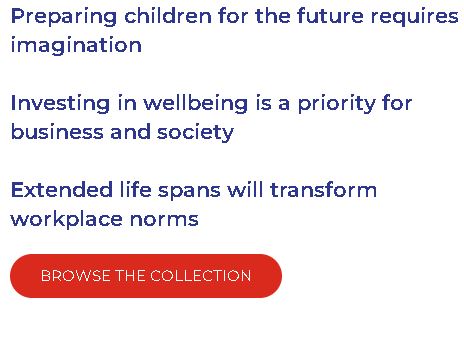 Preparing children for the future requires
imagination
Investing in wellbeing is a priority for
business and society
Extended life spans will transform
workplace norms
BROWSE THE COLLECTION